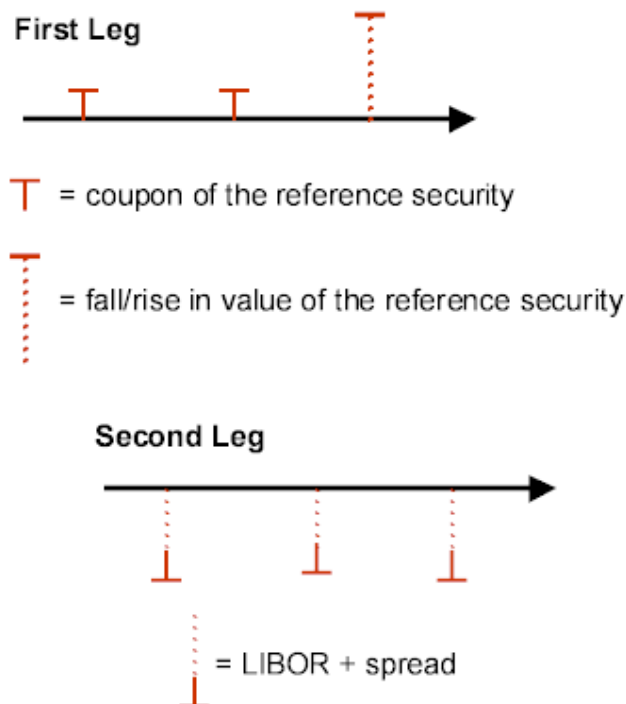 First Leg
= coupon of the reference security
= fall/rise in value of the reference security
Second Leg
= LIBOR + spread